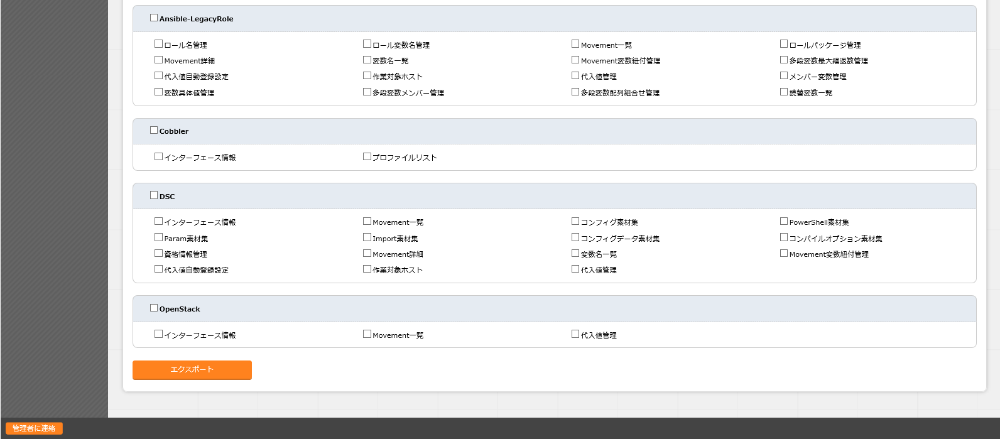 Ansible-LegacyRole
ロール名管理 ロール変数名管理 Movement一覧 ロールパッケージ管理
Movement詳細 変数名一覧 Movement変数紐付管理 多段変数最大繰返数管理
代入値自動登録設定 作業対象ホスト 代入値管理 メンバー変数管理
変数具体値管理 多段変数メンバー管理 多段変数配列組合せ管理 読替変数一覧
Cobbler
インターフェース情報 プロファイルリスト
DSC
インターフェース情報 Movement一覧 コンフィグ素材集 PowerShell素材集
Param素材集 Import素材集 コンフィグデータ素材集 コンパイルオプション素材集
資格情報管理 Movement詳細 変数名一覧 Movement変数紐付管理
代入値自動登録設定 作業対象ホスト 代入値管理
OpenStack
インターフェース情報 Movement一覧 代入値管理
エクスポート
管理者に連絡